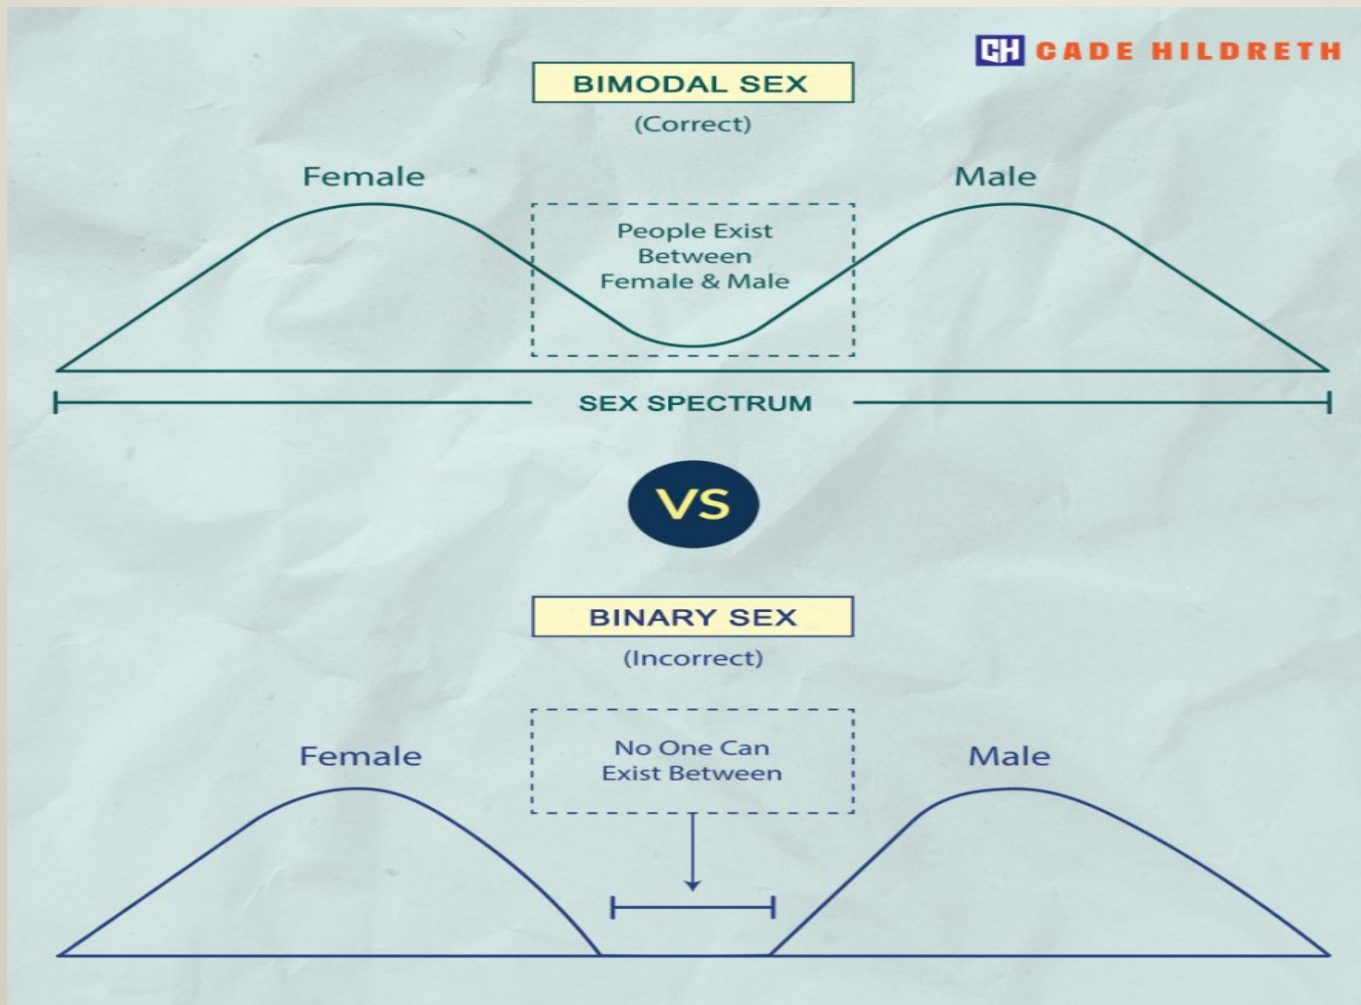 CH CADE HILDRETH
BIMODAL SEX
(Correct)
Female
Male
People Exist
Between
Female & Male
SEX SPECTRUM
VS
BINARY SEX
(Incorrect)
Female
Male
No One Can
Exist Between